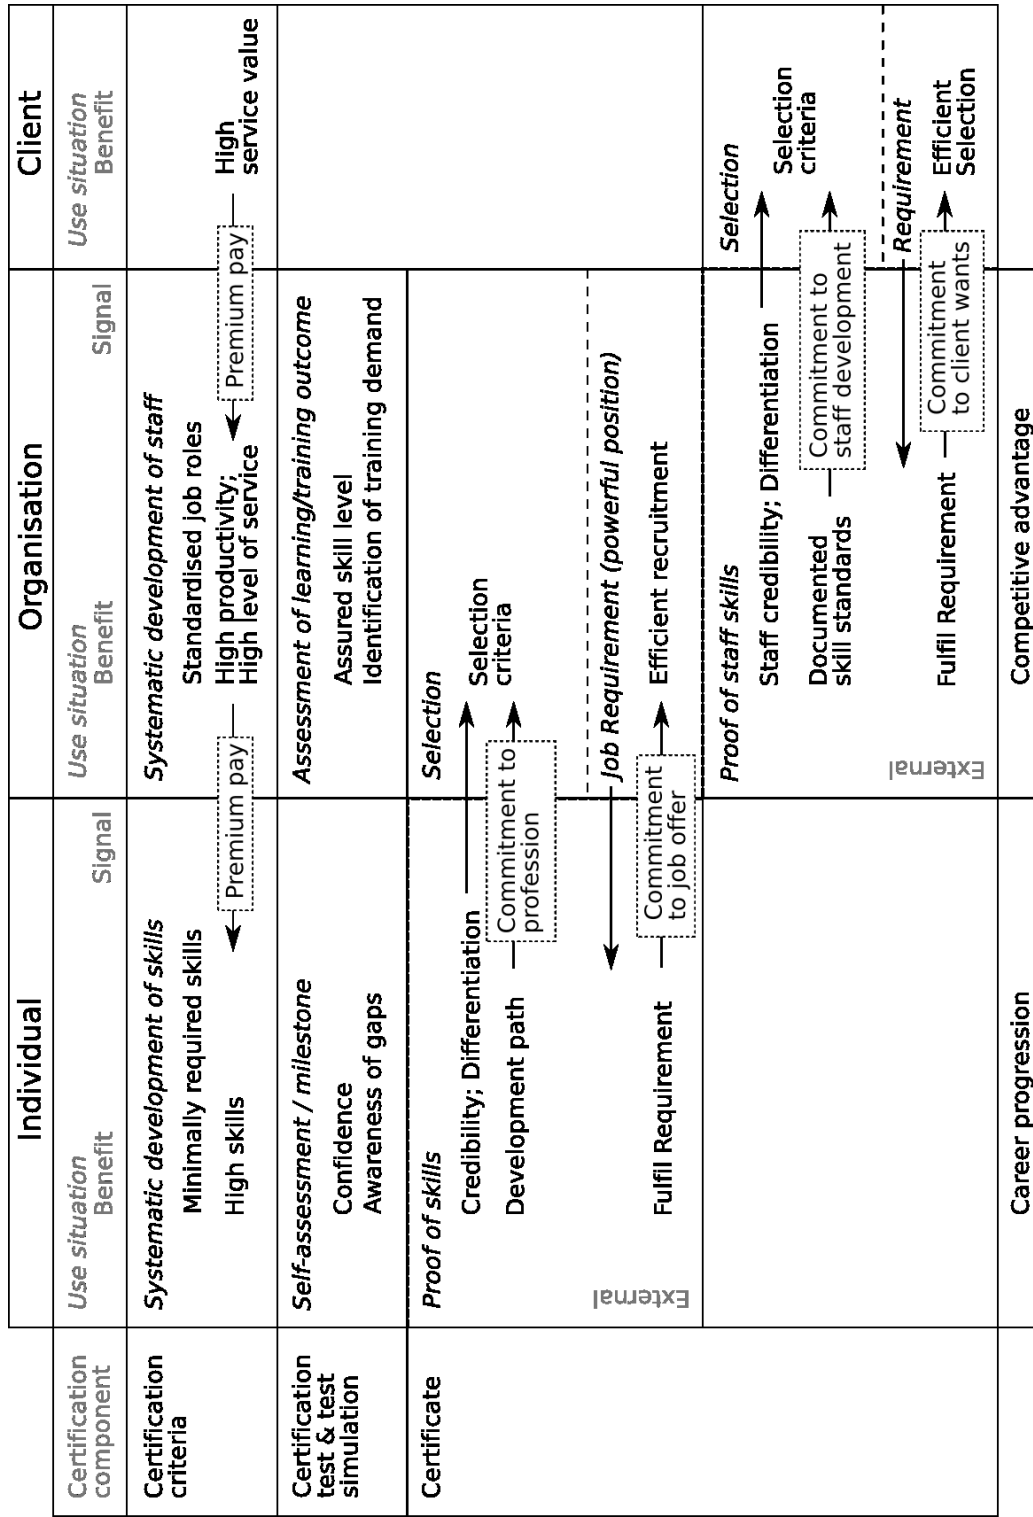 Individual
Organisation
Client
Certification
component
Use situation
Benefit
Signal
Use situation
Benefit
Signal
Use situation
Benefit
Certification
criteria
Systematic development of skills
Minimally required skills
High skills
Premium pay
Systematic development of staff
Standardised job roles
High productivity;
High level of service
Premium pay
High
service value
Certification
test & test
simulation
Self-assessment / milestone
Confidence
Awareness of gaps
Assessment of learning/training outcome
Assured skill level
Identification of training demand
Certificate
Proof of skills
Credibility; Differentiation
Development path
Commitment to
profession
Selection
Selection
criteria
Job Requirement (powerful position)
Fulfil Requirement
Commitment
to job offer
Efficient recruitment
External
Proof of staff skills
Staff credibility; Differentiation
Documented
skill standards
Commitment to
staff development
Selection
Selection
criteria
Requirement
Fulfil Requirement
Commitment
to client wants
Efficient
Selection
External
Career progression
Competitive advantage